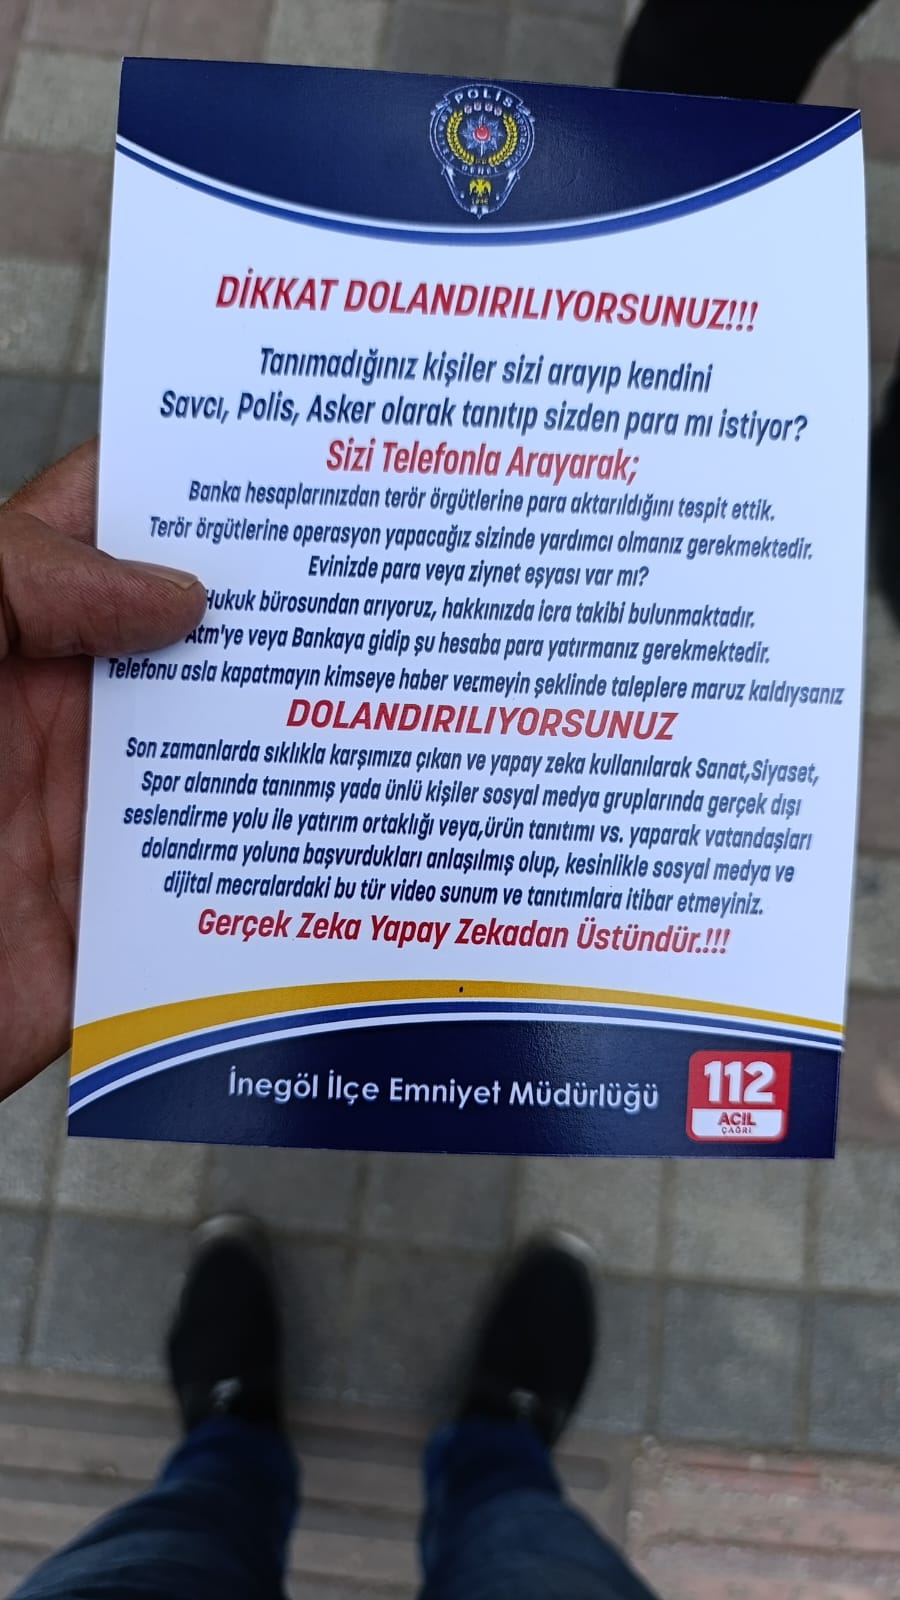 POLİS
1845
DİKKAT DOLANDIRILIYORSUNUZ!!!
Tanımadığınız kişiler sizi arayıp kendini
Savcı, Polis, Asker olarak tanıtıp sizden para mı istiyor?
Sizi Telefonla Arayarak;
Banka hesaplarınızdan terör örgütlerine para aktarıldığını tespit ettik.
Terör örgütlerine operasyon yapacağız sizinde yardımcı olmanız gerekmektedir.
Evinizde para veya ziynet eşyası var mı?
Hukuk bürosundan arıyoruz, hakkınızda icra takibi bulunmaktadır.
Atm'ye veya Bankaya gidip şu hesaba para yatırmanız gerekmektedir.
Telefonu asla kapatmayın kimseye haber vermeyin şeklinde taleplere maruz kaldıysanız
DOLANDIRILIYORSUNUZ
Son zamanlarda sıklıkla karşımıza çıkan ve yapay zeka kullanılarak Sanat,Siyaset,
Spor alanında tanınmış yada ünlü kişiler sosyal medya gruplarında gerçek dışı
seslendirme yolu ile yatırım ortaklığı veya,ürün tanıtımı vs. yaparak vatandaşları
dolandırma yoluna başvurdukları anlaşılmış olup, kesinlikle sosyal medya ve
dijital mecralardaki bu tür video sunum ve tanıtımlara itibar etmeyiniz.
Gerçek Zeka Yapay Zekadan Üstündür.!!!
İnegöl İlçe Emniyet Müdürlüğü
112
ACİL
ÇAĞRI